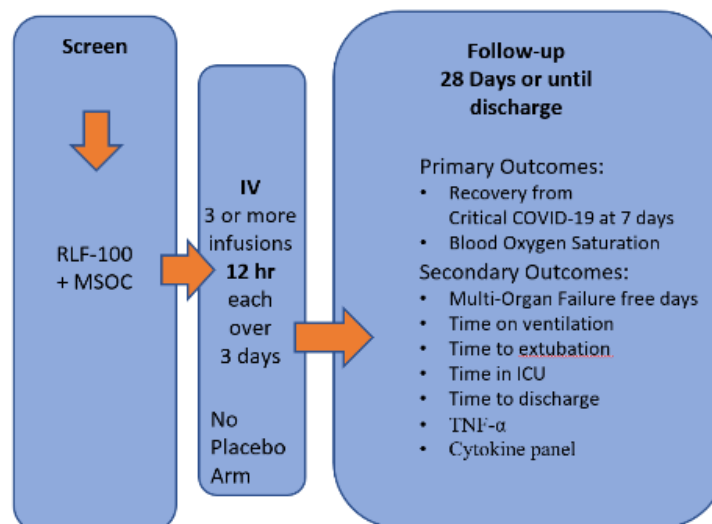 Screen
RLF-100
+ MSOC
IV
3 or more
infusions
12 hr
each
over
3 days
No
Placebo
Arm
Follow-up
28 Days or until
discharge
Primary Outcomes:
• Recovery from
Critical COVID-19 at 7 days
• Blood Oxygen Saturation
Secondary Outcomes:
• Multi-Organ Failure free days
• Time on ventilation
• Time to extubation
• Time in ICU
• Time to discharge
• TNF-α
• Cytokine panel